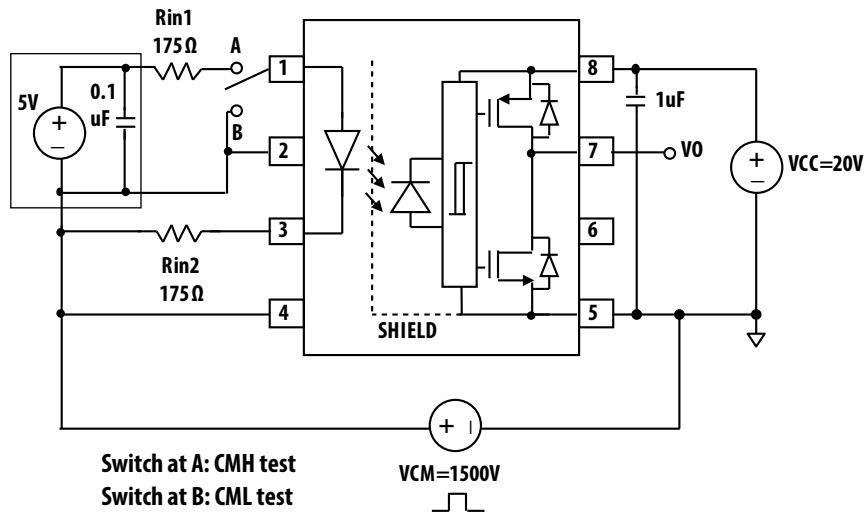 Rin1
175Ω
A
5V
0.1
uF
B
1
2
3
4
Rin2
175Ω
SHIELD
8
7
6
5
1uF
VO
VCC=20V
Switch at A: CMH test
Switch at B: CML test
VCM=1500V